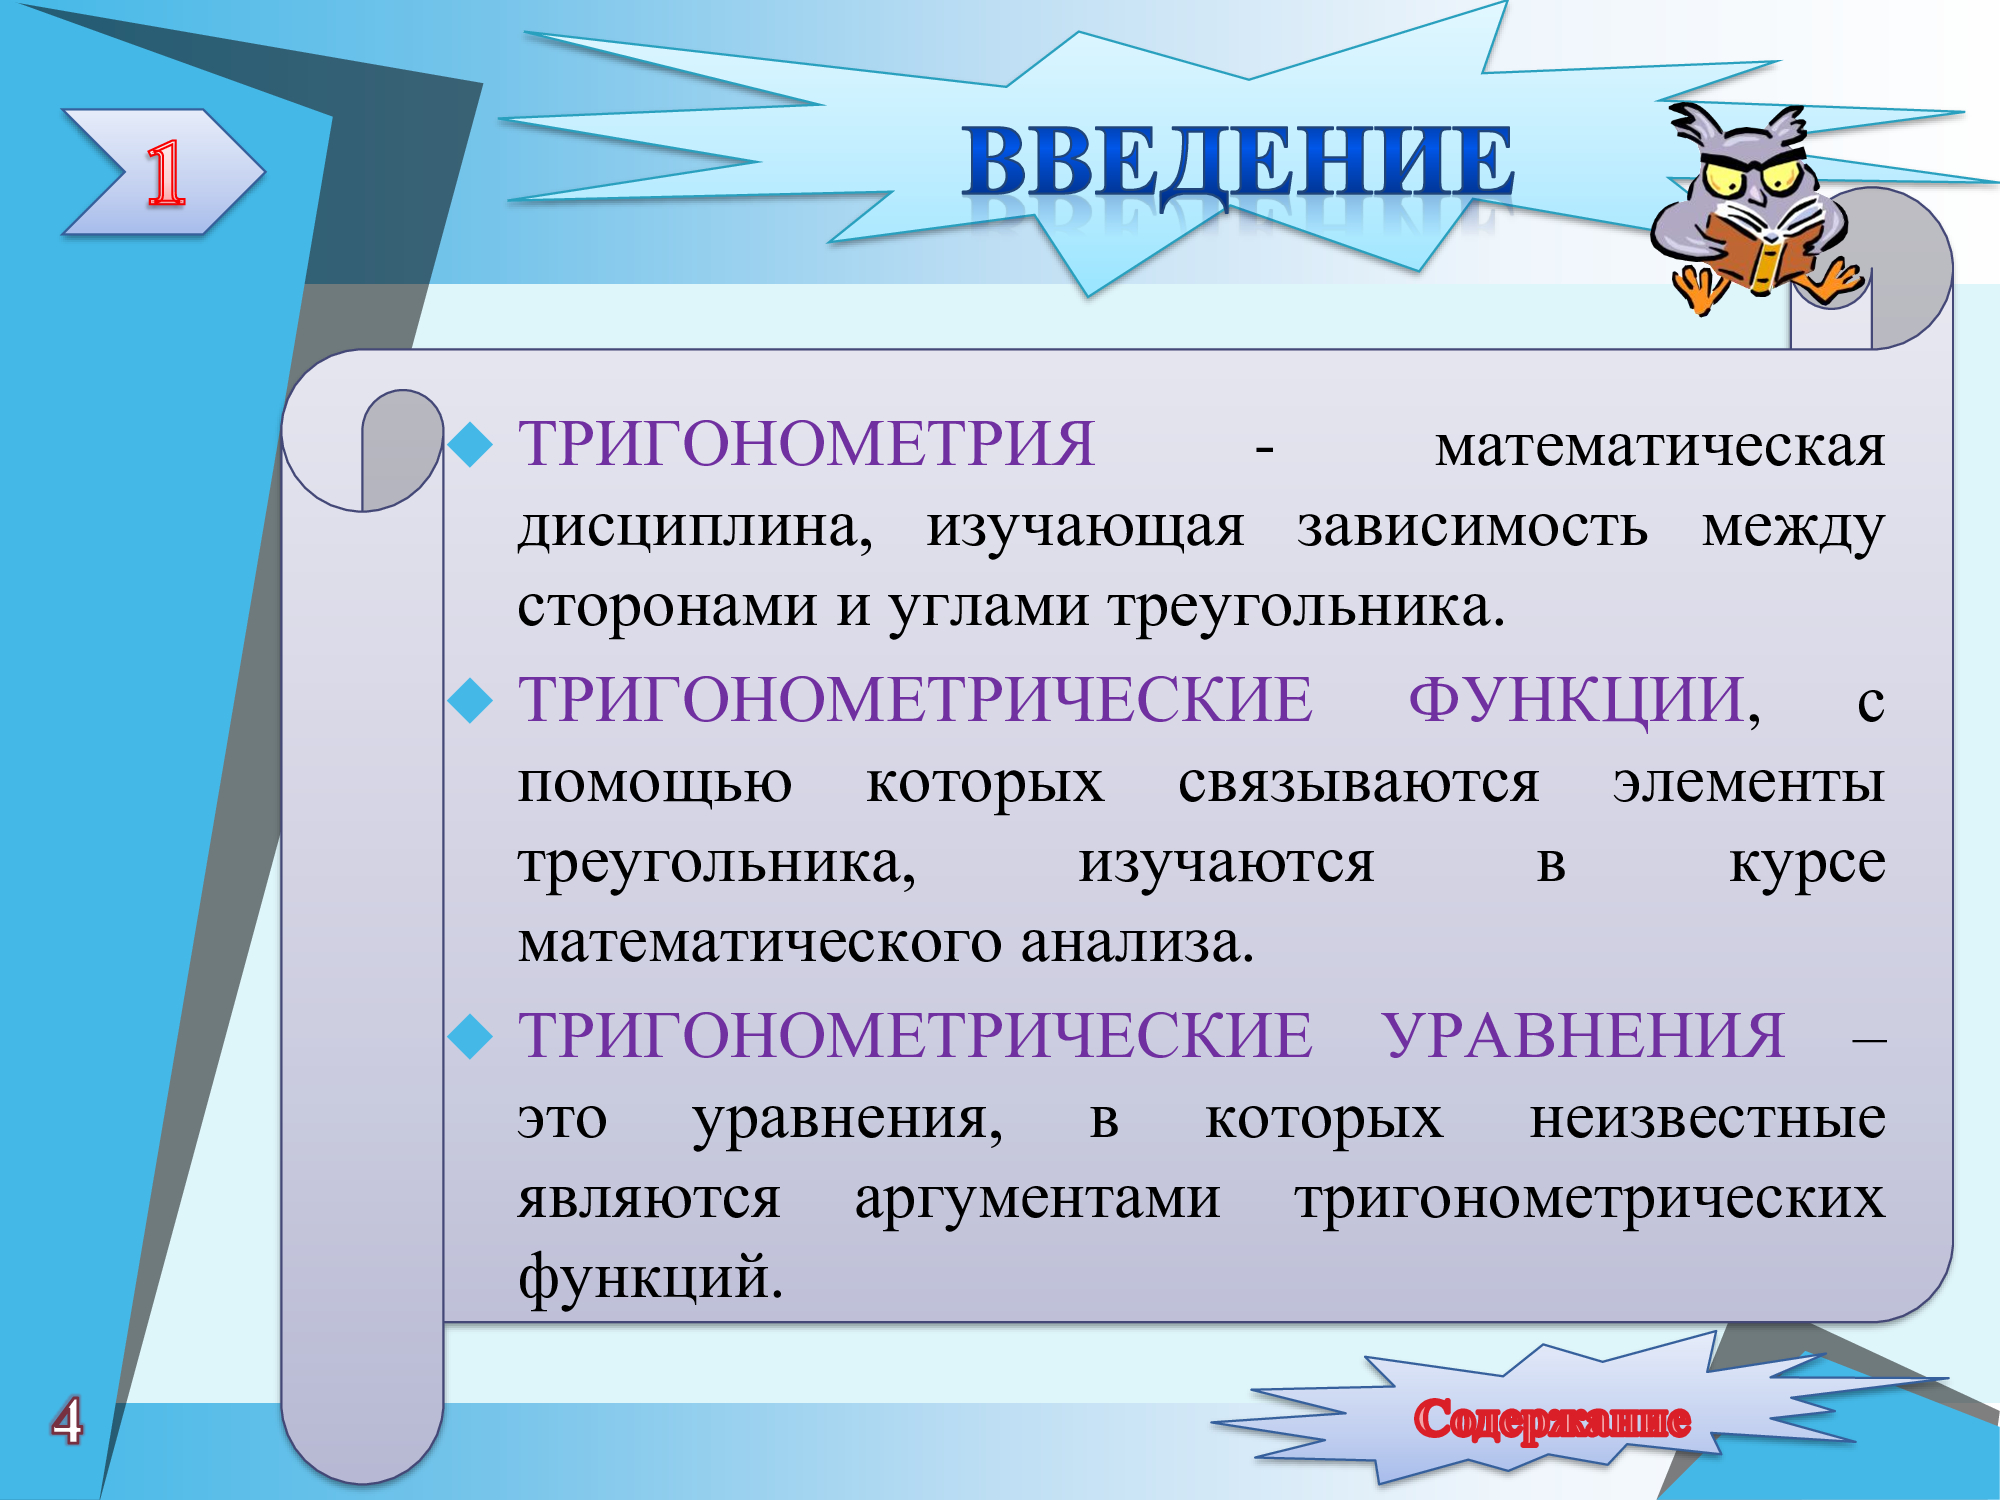 1
ВВЕДЕНИЕ
ТРИГОНОМЕТРИЯ - математическая
дисциплина, изучающая зависимость между
сторонами и углами треугольника.
ТРИГОНОМЕТРИЧЕСКИЕ ФУНКЦИИ, с
помощью которых связываются элементы
треугольника, изучаются в курсе
математического анализа.
ТРИГОНОМЕТРИЧЕСКИЕ УРАВНЕНИЯ –
это уравнения, в которых неизвестные
являются аргументами тригонометрических
функций.
4
Содержание